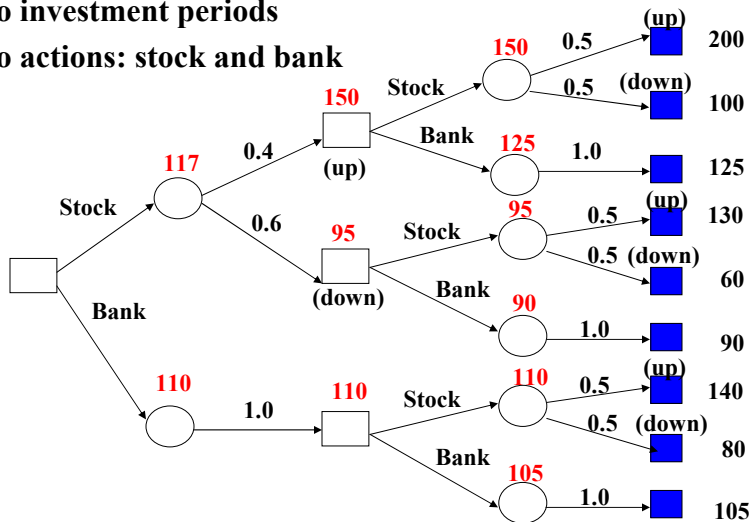 o investment periods
o actions: stock and bank
(up)
150 0.5 200
Stock
0.5 (down)
150 100
Bank
125 1.0 125
0.4
(up)
117
Stock
(up)
95 0.5 130
Stock
0.6 95
0.5 (down)
60
(down)
Bank
90
1.0 90
Bank
(up)
110 0.5 140
110 110
Stock
0.5 (down)
1.0
80
Bank
105
1.0 105